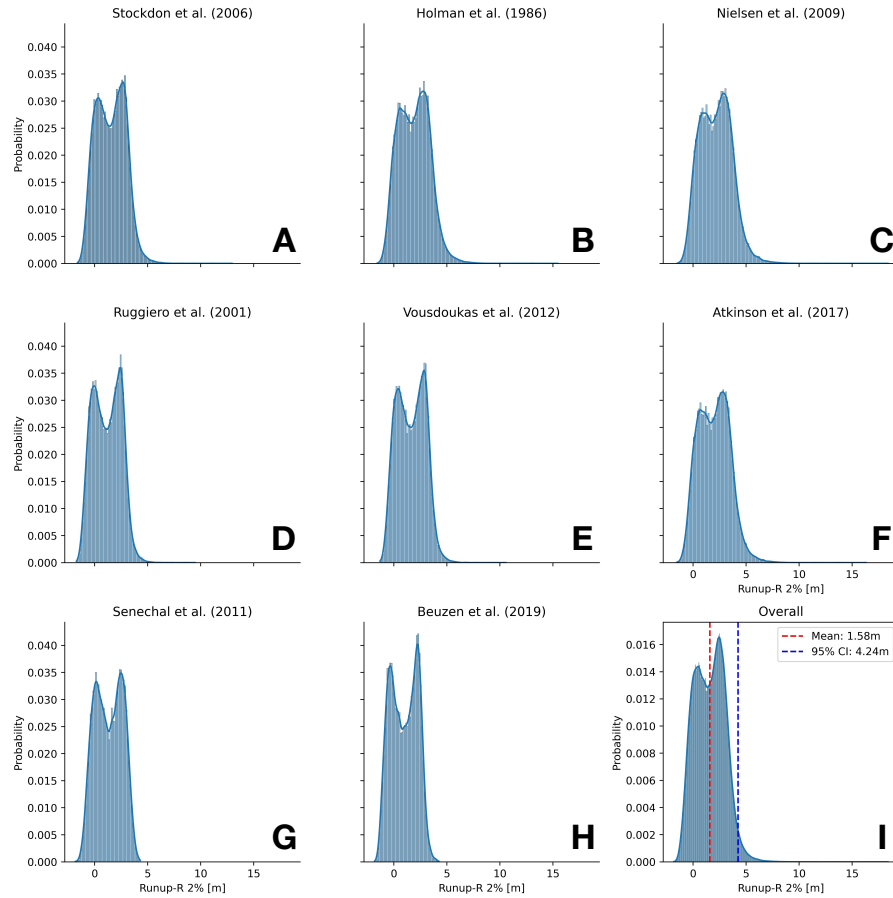 Stockdon et al. (2006)
Holman et al. (1986)
Nielsen et al. (2009)
0.040
0.035
0.030
0.025
0.020
0.015
0.010
0.005
0.000
Probability
0
5
10
15
A
B
C
Ruggiero et al. (2001)
Vousdoukas et al. (2012)
Atkinson et al. (2017)
0.040
0.035
0.030
0.025
0.020
0.015
0.010
0.005
0.000
Probability
D
E
F
0
5
10
15
Runup-R 2% [m]
Senechal et al. (2011)
Beuzen et al. (2019)
Overall
0.040
0.035
0.030
0.025
0.020
0.015
0.010
0.005
0.000
Probability
G
0
5
10
15
Runup-R 2% [m]
H
0
5
10
15
Runup-R 2% [m]
Mean: 1.58m
95% CI: 4.24m
0.016
0.014
0.012
0.010
0.008
0.006
0.004
0.002
0.000
Probability
I
0
5
10
15
Runup-R 2% [m]